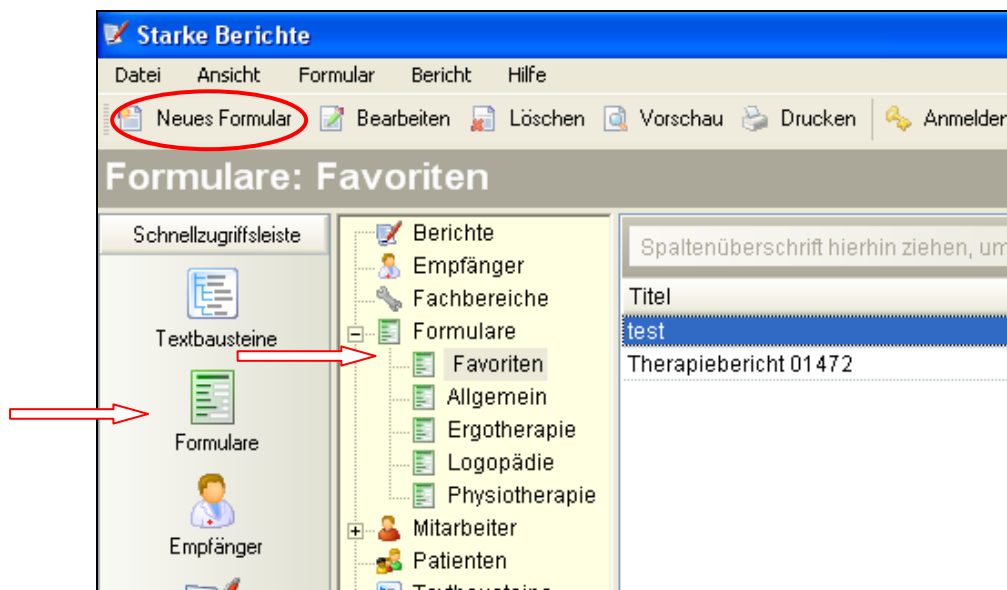 Starke Berichte
Datei Ansicht Formular Bericht Hilfe
Neues Formular Bearbeiten Löschen Vorschau Drucken Anmelden
Formulare: Favoriten
Schnellzugriffsleiste
Textbausteine
Formulare
Empfänger
Berichte
Empfänger
Fachbereiche
Formulare
Favoriten
Allgemein
Ergotherapie
Logopädie
Physiotherapie
Mitarbeiter
Patienten
Spaltenüberschrift hierhin ziehen, um
Titel
test
Therapiebericht 01472